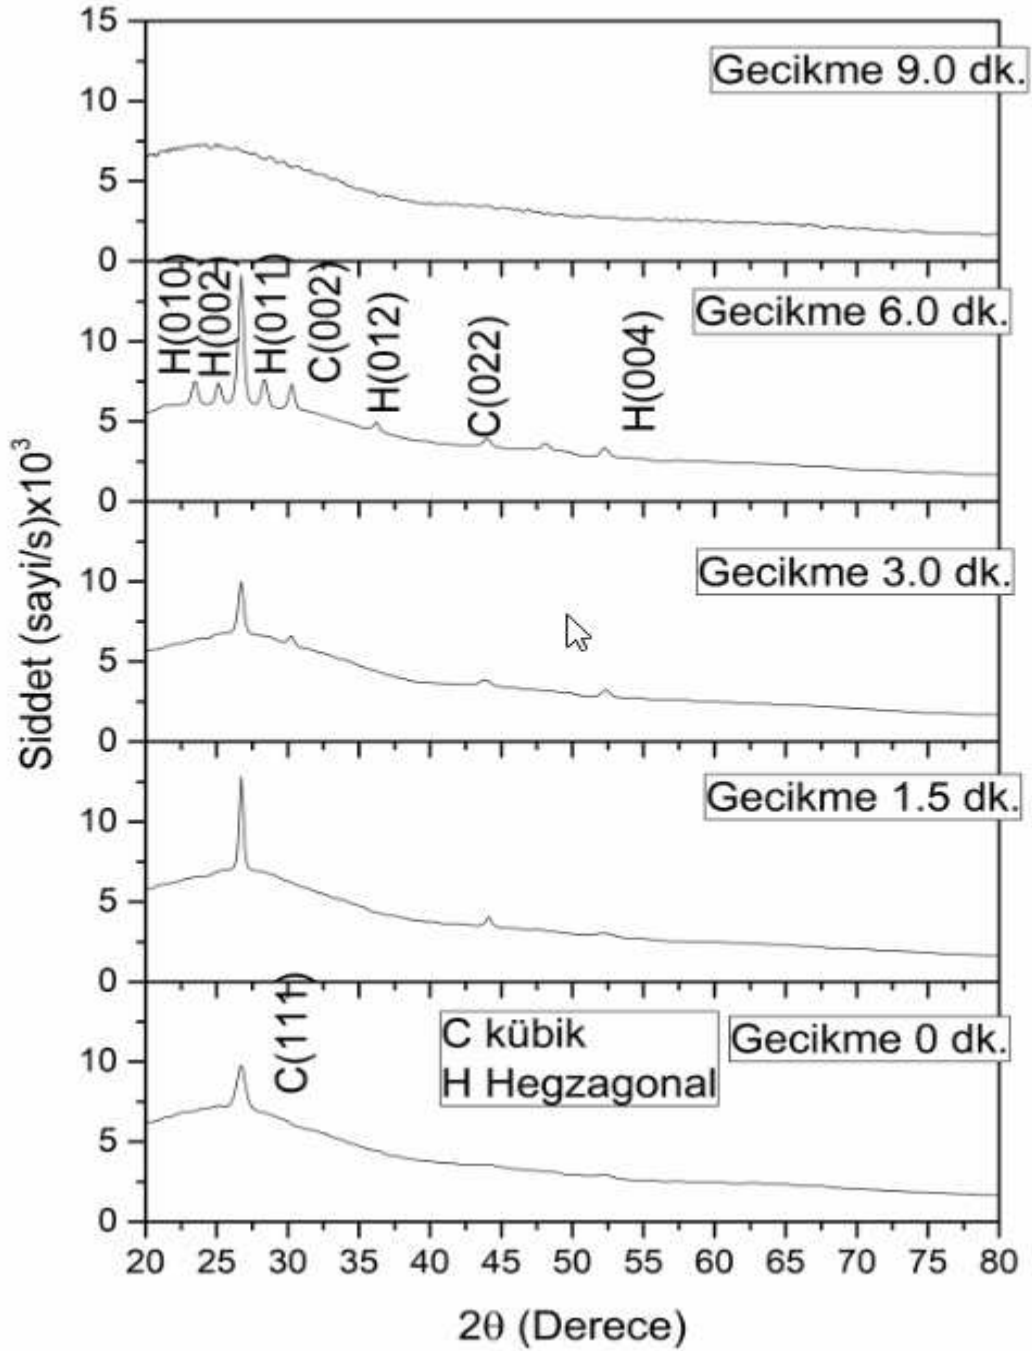 15
Gecikme 9.0 dk.
10
5
0
H(010)
H(002)
H(011)
C(002)
H(012)
C(022)
H(004)
Gecikme 6.0 dk.
10
5
0
Siddet (sayi/s)x10³
Gecikme 3.0 dk.
10
5
0
Gecikme 1.5 dk.
10
5
0
C(111)
C kübik
H Hegzagonal
Gecikme 0 dk.
10
5
0
20 25 30 35 40 45 50 55 60 65 70 75 80
2θ (Derece)